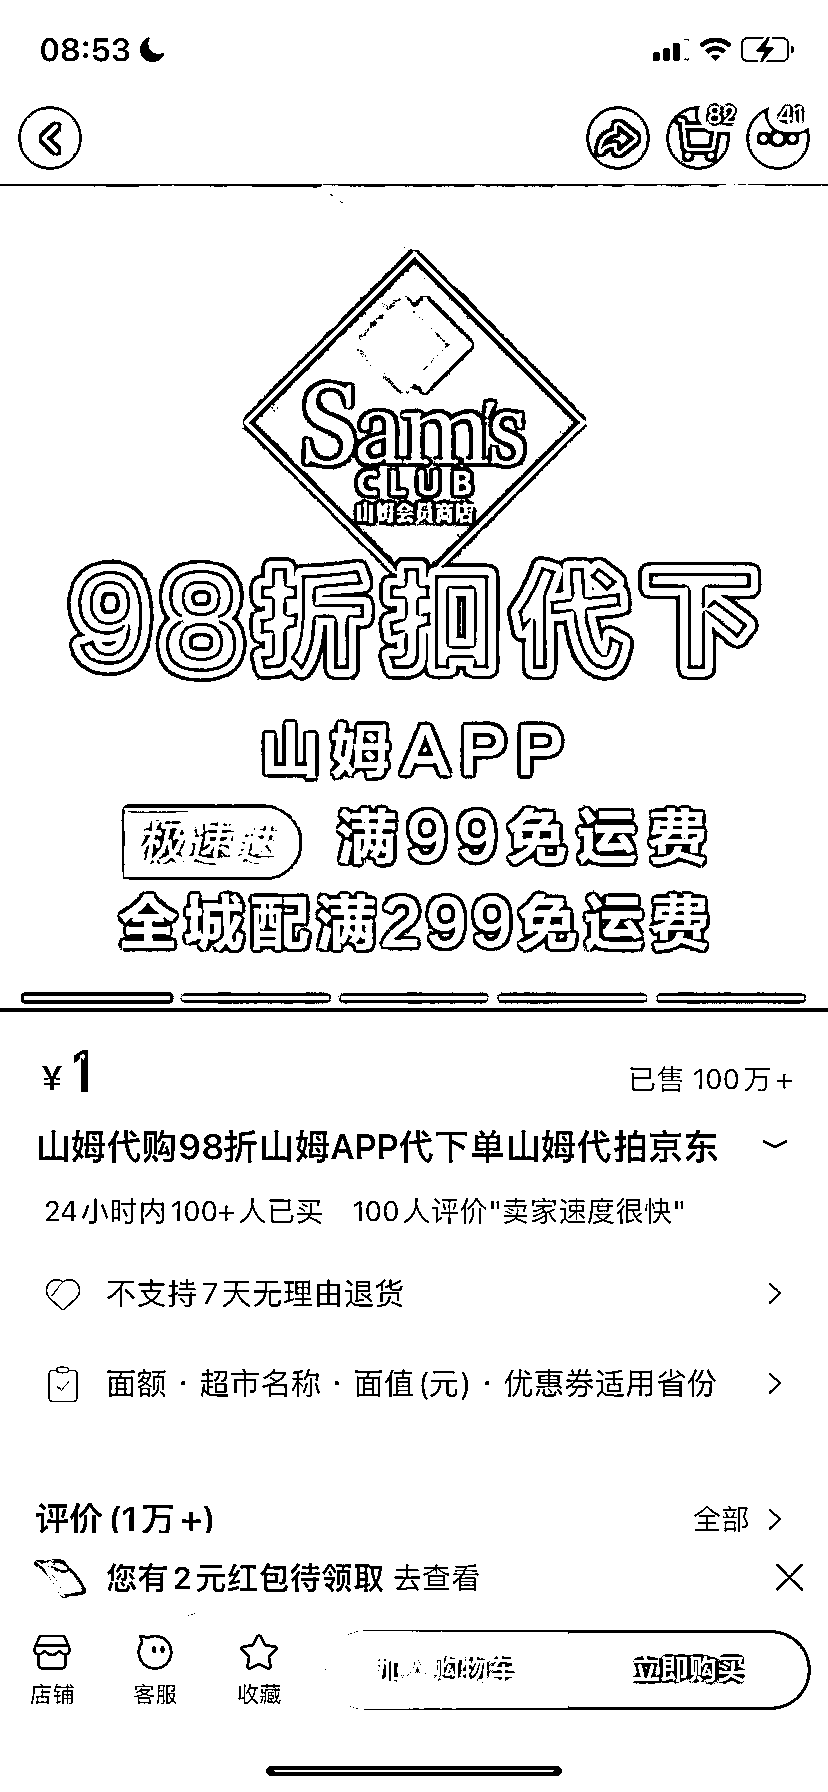 08:53
82
41
Sam's
CLUB
山姆会员商店
98折扣代下
山姆APP
极速达 满99免运费
全城配满299免运费
¥1
已售 100万+
山姆代购98折山姆APP代下单山姆代拍京东
24小时内100+人已买 100人评价"卖家速度很快"
不支持7天无理由退货
面额 · 超市名称 · 面值(元) · 优惠券适用省份
评价 (1万+)
全部
您有2元红包待领取 去查看
店铺
客服
收藏
加入购物车
立即购买